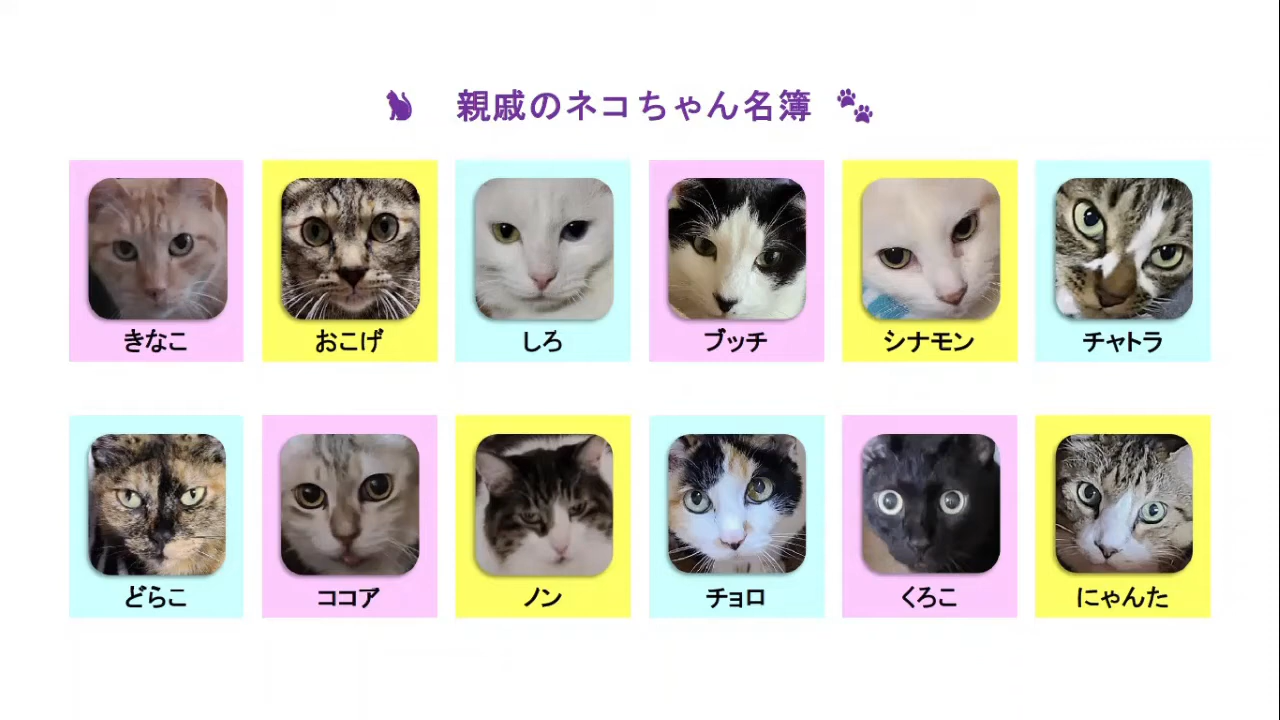 親戚のネコちゃん名簿
きなこ
おこげ
しろ
ブッチ
シナモン
チャトラ
どらこ
ココア
ノン
チョロ
くろこ
にゃんた